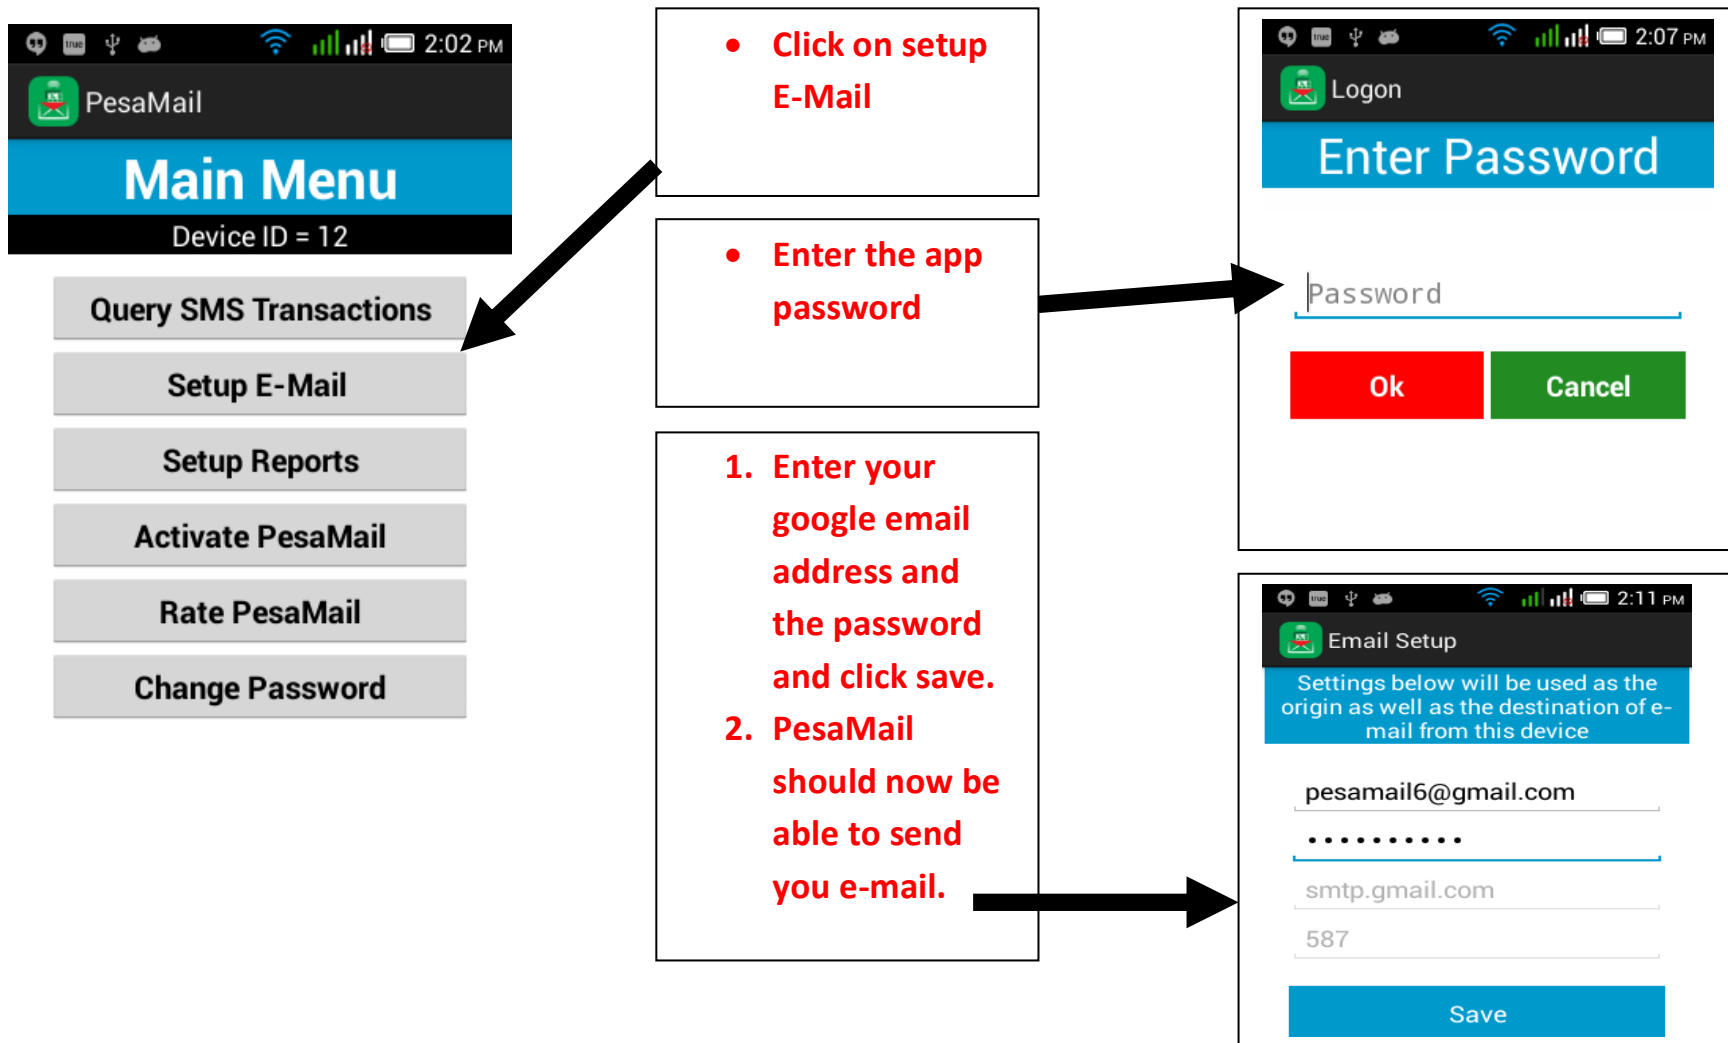 2:02 PM
PesaMail
Main Menu
Device ID = 12
Query SMS Transactions
Setup E-Mail
Setup Reports
Activate PesaMail
Rate PesaMail
Change Password
• Click on setup
E-Mail
• Enter the app
password
1. Enter your
google email
address and
the password
and click save.
2. PesaMail
should now be
able to send
you e-mail.
true
2:07 PM
Logon
Enter Password
Password
Ok
Cancel
true
2:11 PM
Email Setup
Settings below will be used as the
origin as well as the destination of e-
mail from this device
pesamail6@gmail.com
••••••••••
smtp.gmail.com
587
Save